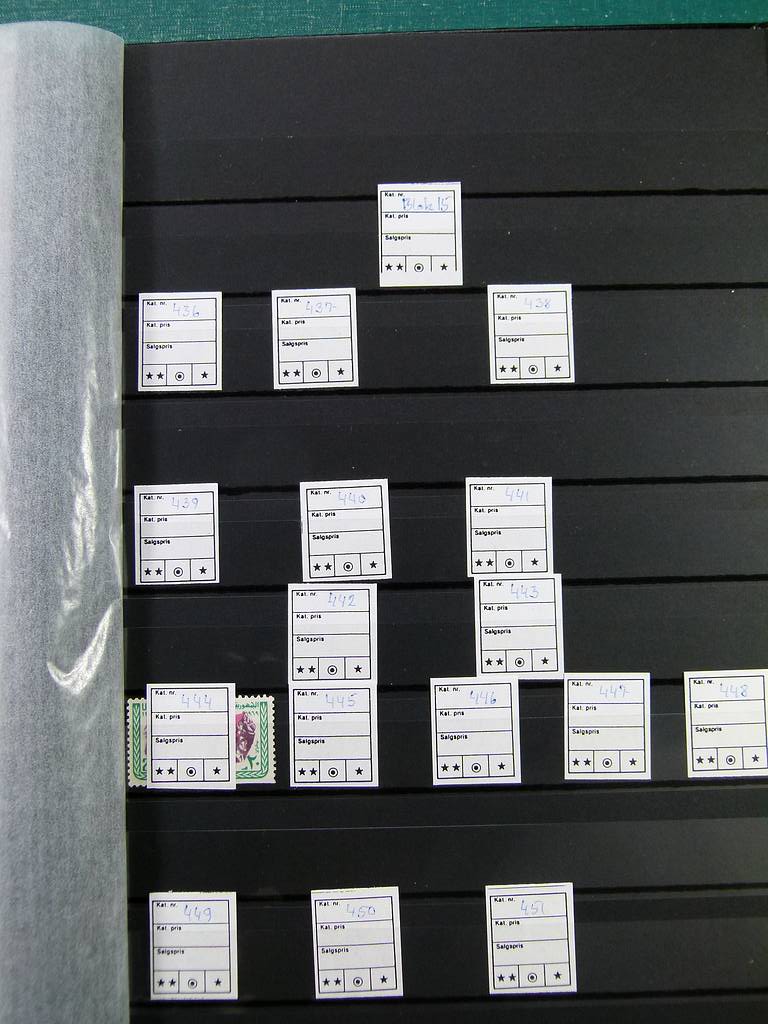 Kat. nr. Blok 15
Kat. pris
Salgspris
Kat. nr. 436
Kat. pris
Salgspris
Kat. nr. 437
Kat. pris
Salgspris
Kat. nr. 438
Kat. pris
Salgspris
Kat. nr. 439
Kat. pris
Salgspris
Kat. nr. 440
Kat. pris
Salgspris
Kat. nr. 441
Kat. pris
Salgspris
Kat. nr. 442
Kat. pris
Salgspris
Kat. nr. 443
Kat. pris
Salgspris
Kat. nr. 444
Kat. pris
Salgspris
Kat. nr. 445
Kat. pris
Salgspris
Kat. nr. 446
Kat. pris
Salgspris
Kat. nr. 447
Kat. pris
Salgspris
Kat. nr. 448
Kat. pris
Salgspris
Kat. nr. 449
Kat. pris
Salgspris
Kat. nr. 450
Kat. pris
Salgspris
Kat. nr. 451
Kat. pris
Salgspris